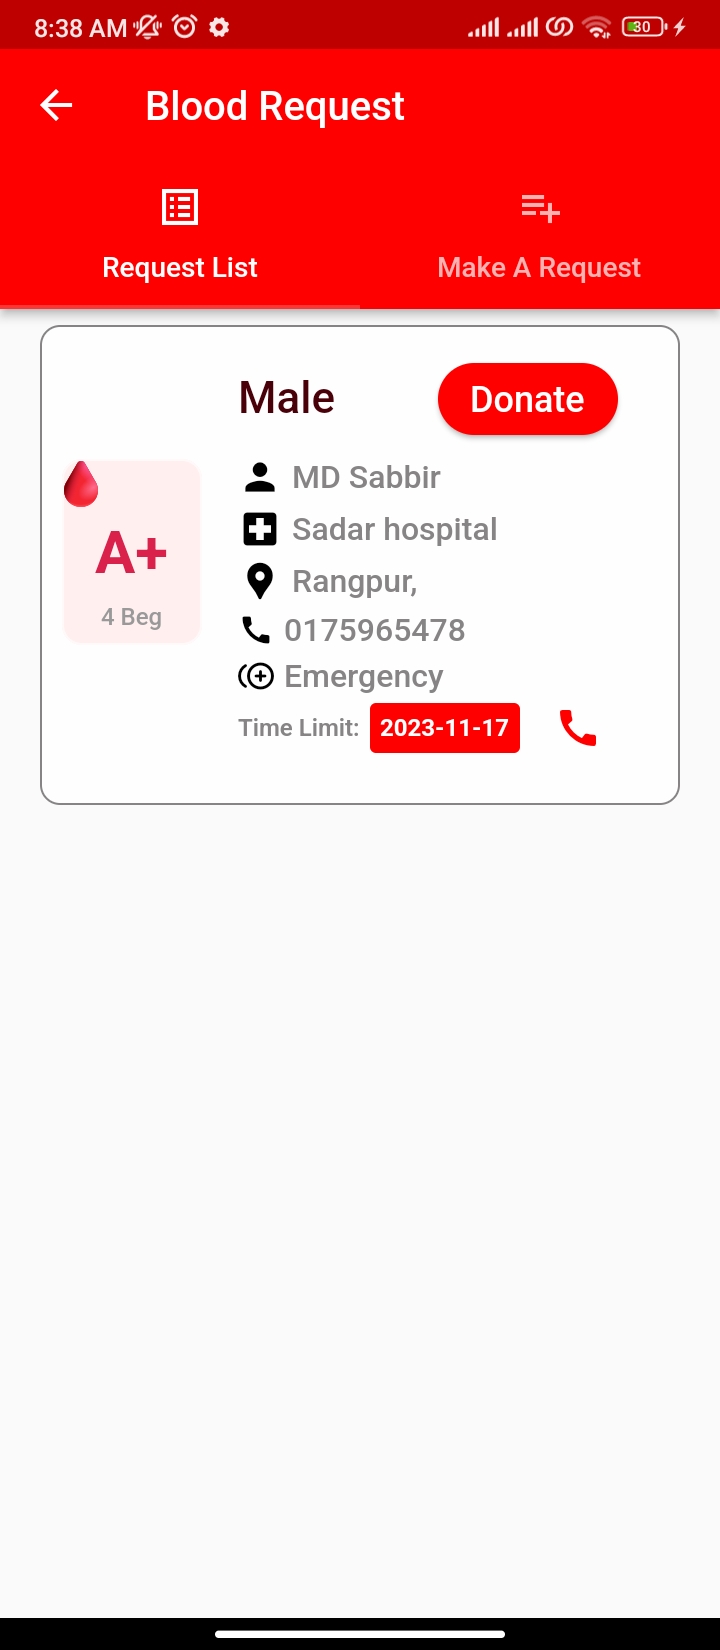 8:38 AM
30
Blood Request
Request List
Make A Request
Male
Donate
A+
4 Beg
MD Sabbir
Sadar hospital
Rangpur,
0175965478
Emergency
Time Limit: 2023-11-17